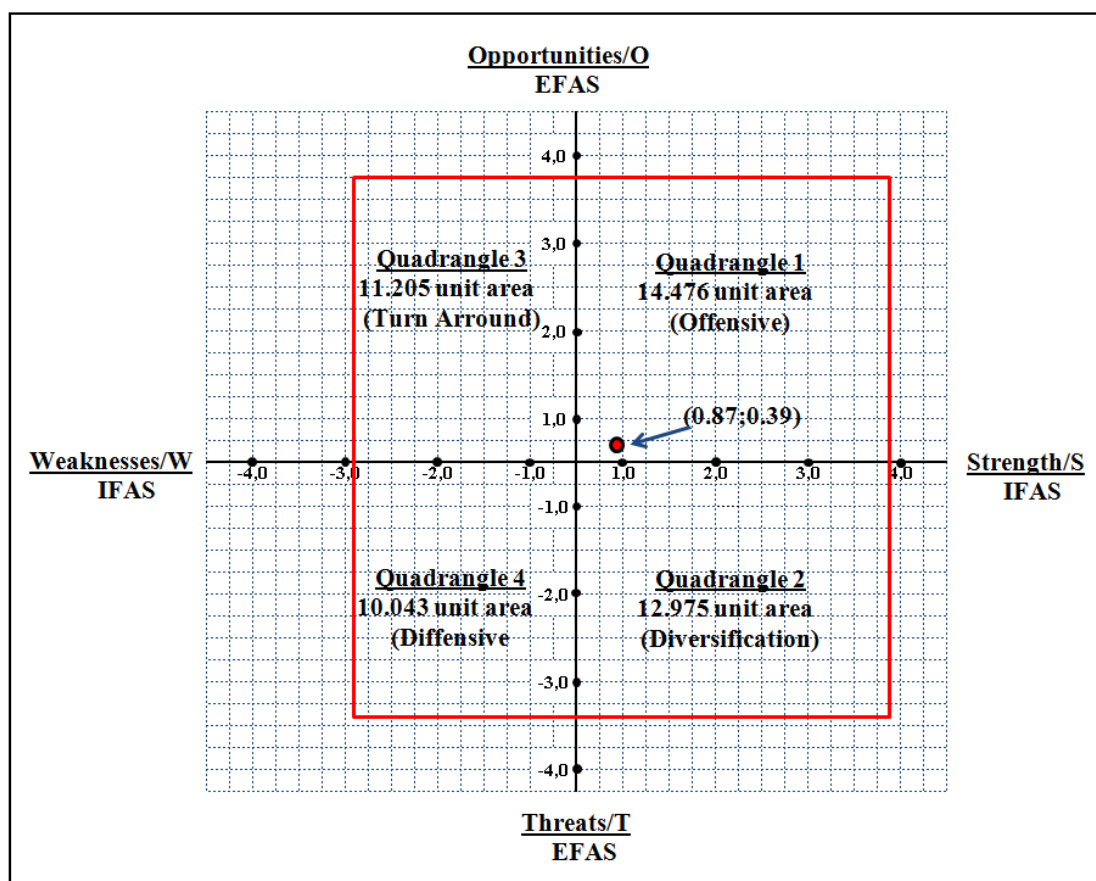 Opportunities/O
EFAS
4,0
3,0
Quadrangle 3
11.205 unit area
(Turn Arround)
Quadrangle 1
14.476 unit area
(Offensive)
2,0
1,0
(0.87;0.39)
Weaknesses/W
IFAS
-4,0 -3,0 -2,0 -1,0 1,0 2,0 3,0 4,0
Strength/S
IFAS
-1,0
Quadrangle 4
10.043 unit area
(Diffensive
-2,0
Quadrangle 2
12.975 unit area
(Diversification)
-3,0
-4,0
Threats/T
EFAS